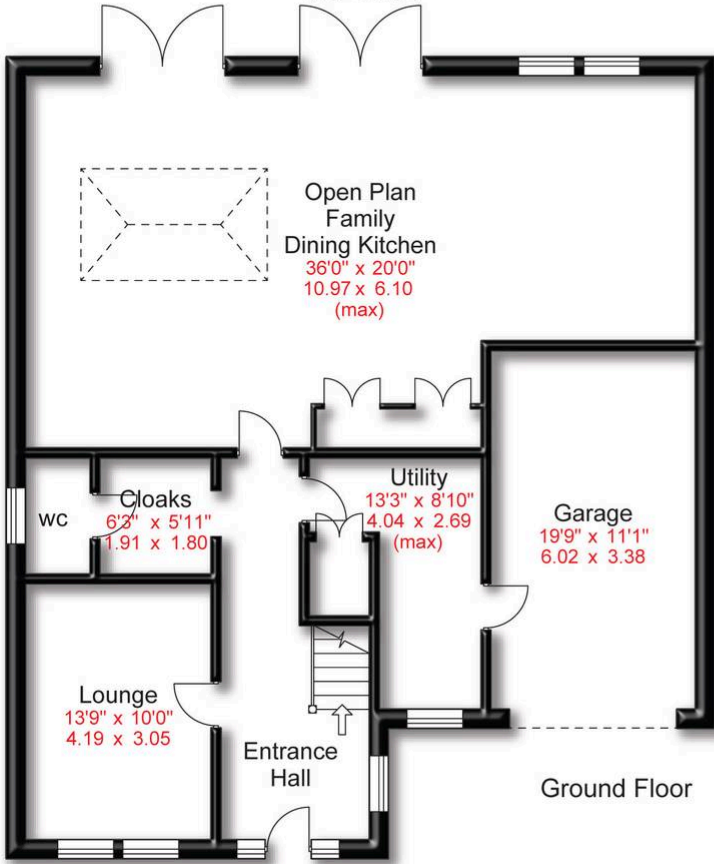 Open Plan
Family
Dining Kitchen
36'0" x 20'0"
10.97 x 6.10
(max)
wc
Cloaks
6'3" x 5'11"
1.91 x 1.80
Utility
13'3" x 8'10"
4.04 x 2.69
(max)
Garage
19'9" x 11'1"
6.02 x 3.38
Lounge
13'9" x 10'0"
4.19 x 3.05
Entrance
Hall
Ground Floor